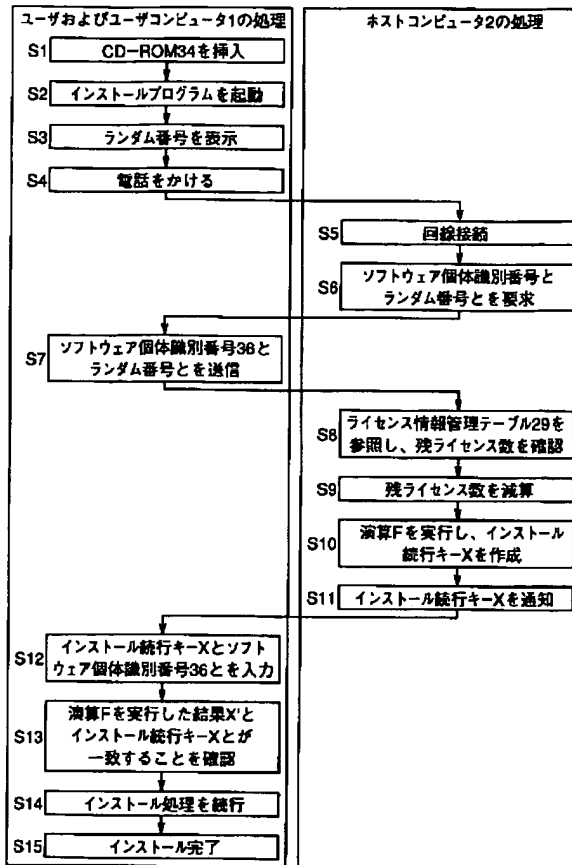 ユーザおよびユーザコンピュータ1の処理
ホストコンピュータ2の処理
S1
CD-ROM34を挿入
S2
インストールプログラムを起動
S3
ランダム番号を表示
S4
電話をかける
S5
回線接続
S6
ソフトウェア個体識別番号と
ランダム番号とを要求
S7
ソフトウェア個体識別番号36と
ランダム番号とを送信
S8
ライセンス情報管理テーブル29を
参照し、残ライセンス数を確認
S9
残ライセンス数を減算
S10
演算Fを実行し、インストール
続行キーXを作成
S11
インストール続行キーXを通知
S12
インストール続行キーXとソフト
ウェア個体識別番号36とを入力
S13
演算Fを実行した結果X'と
インストール続行キーXとが
一致することを確認
S14
インストール処理を続行
S15
インストール完了